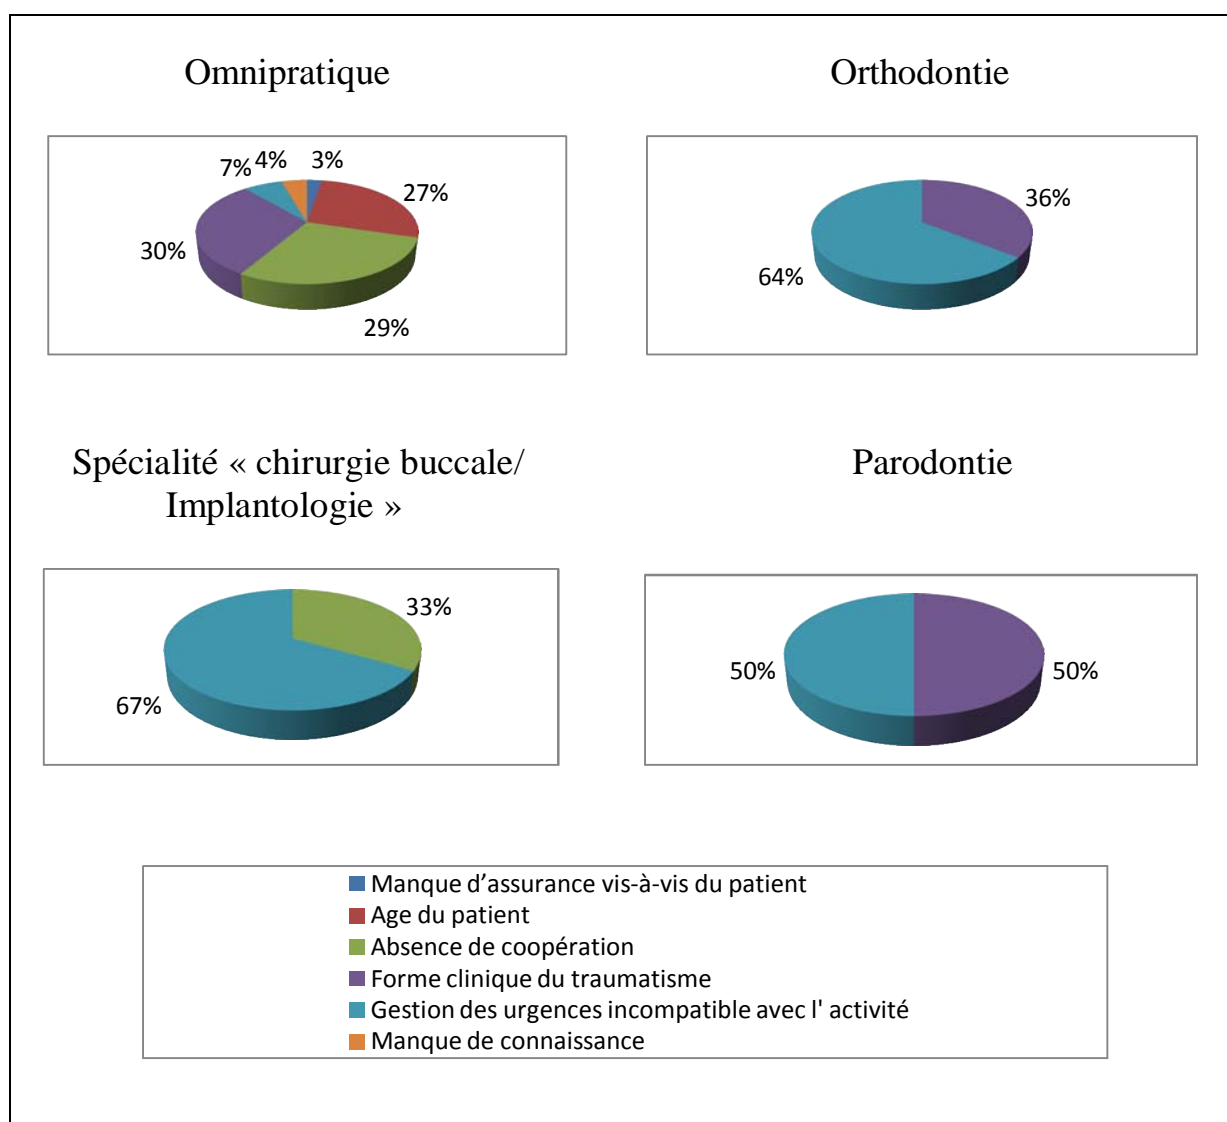 Omnipratique
Orthodontie
7%
4%
3%
27%
30%
29%
36%
64%
Spécialité « chirurgie buccale/
Implantologie »
Parodontie
33%
67%
50%
50%
Manque d’assurance vis-à-vis du patient
Age du patient
Absence de coopération
Forme clinique du traumatisme
Gestion des urgences incompatible avec l' activité
Manque de connaissance